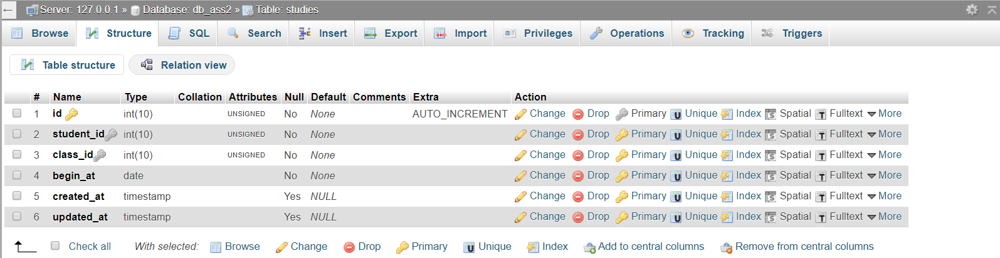 Server: 127.0.0.1 » Database: db_ass2 » Table: studies
Browse Structure SQL Search Insert Export Import Privileges Operations Tracking Triggers
Table structure Relation view
# Name Type Collation Attributes Null Default Comments Extra Action
1 id int(10) UNSIGNED No None AUTO_INCREMENT Change Drop Primary Unique Index Spatial Fulltext More
2 student_id int(10) UNSIGNED No None Change Drop Primary Unique Index Spatial Fulltext More
3 class_id int(10) UNSIGNED No None Change Drop Primary Unique Index Spatial Fulltext More
4 begin_at date No None Change Drop Primary Unique Index Spatial Fulltext More
5 created_at timestamp Yes NULL Change Drop Primary Unique Index Spatial Fulltext More
6 updated_at timestamp Yes NULL Change Drop Primary Unique Index Spatial Fulltext More
Check all With selected: Browse Change Drop Primary Unique Index Add to central columns Remove from central columns